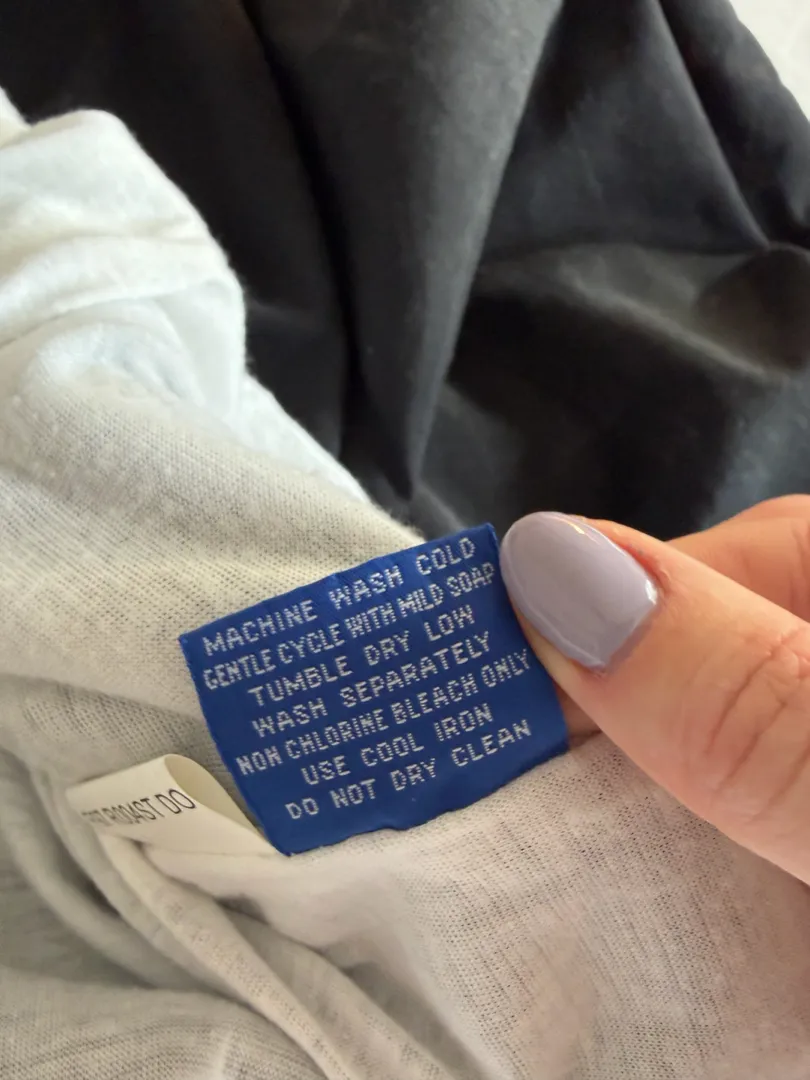 MACHINE WASH COLD
GENTLE CYCLE WITH MILD SOAP
TUMBLE DRY LOW
WASH SEPARATELY
NON CHLORINE BLEACH ONLY
USE COOL IRON
DO NOT DRY CLEAN
DO